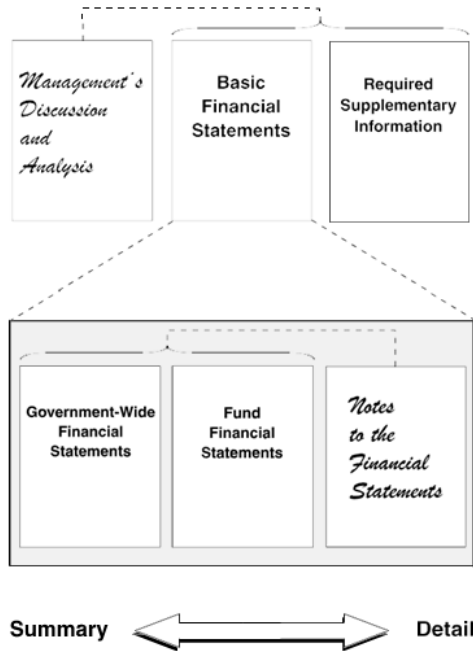 Management's
Discussion
and
Analysis
Basic
Financial
Statements
Required
Supplementary
Information
Government-Wide
Financial
Statements
Fund
Financial
Statements
Notes
to the
Financial
Statements
Summary
Detail